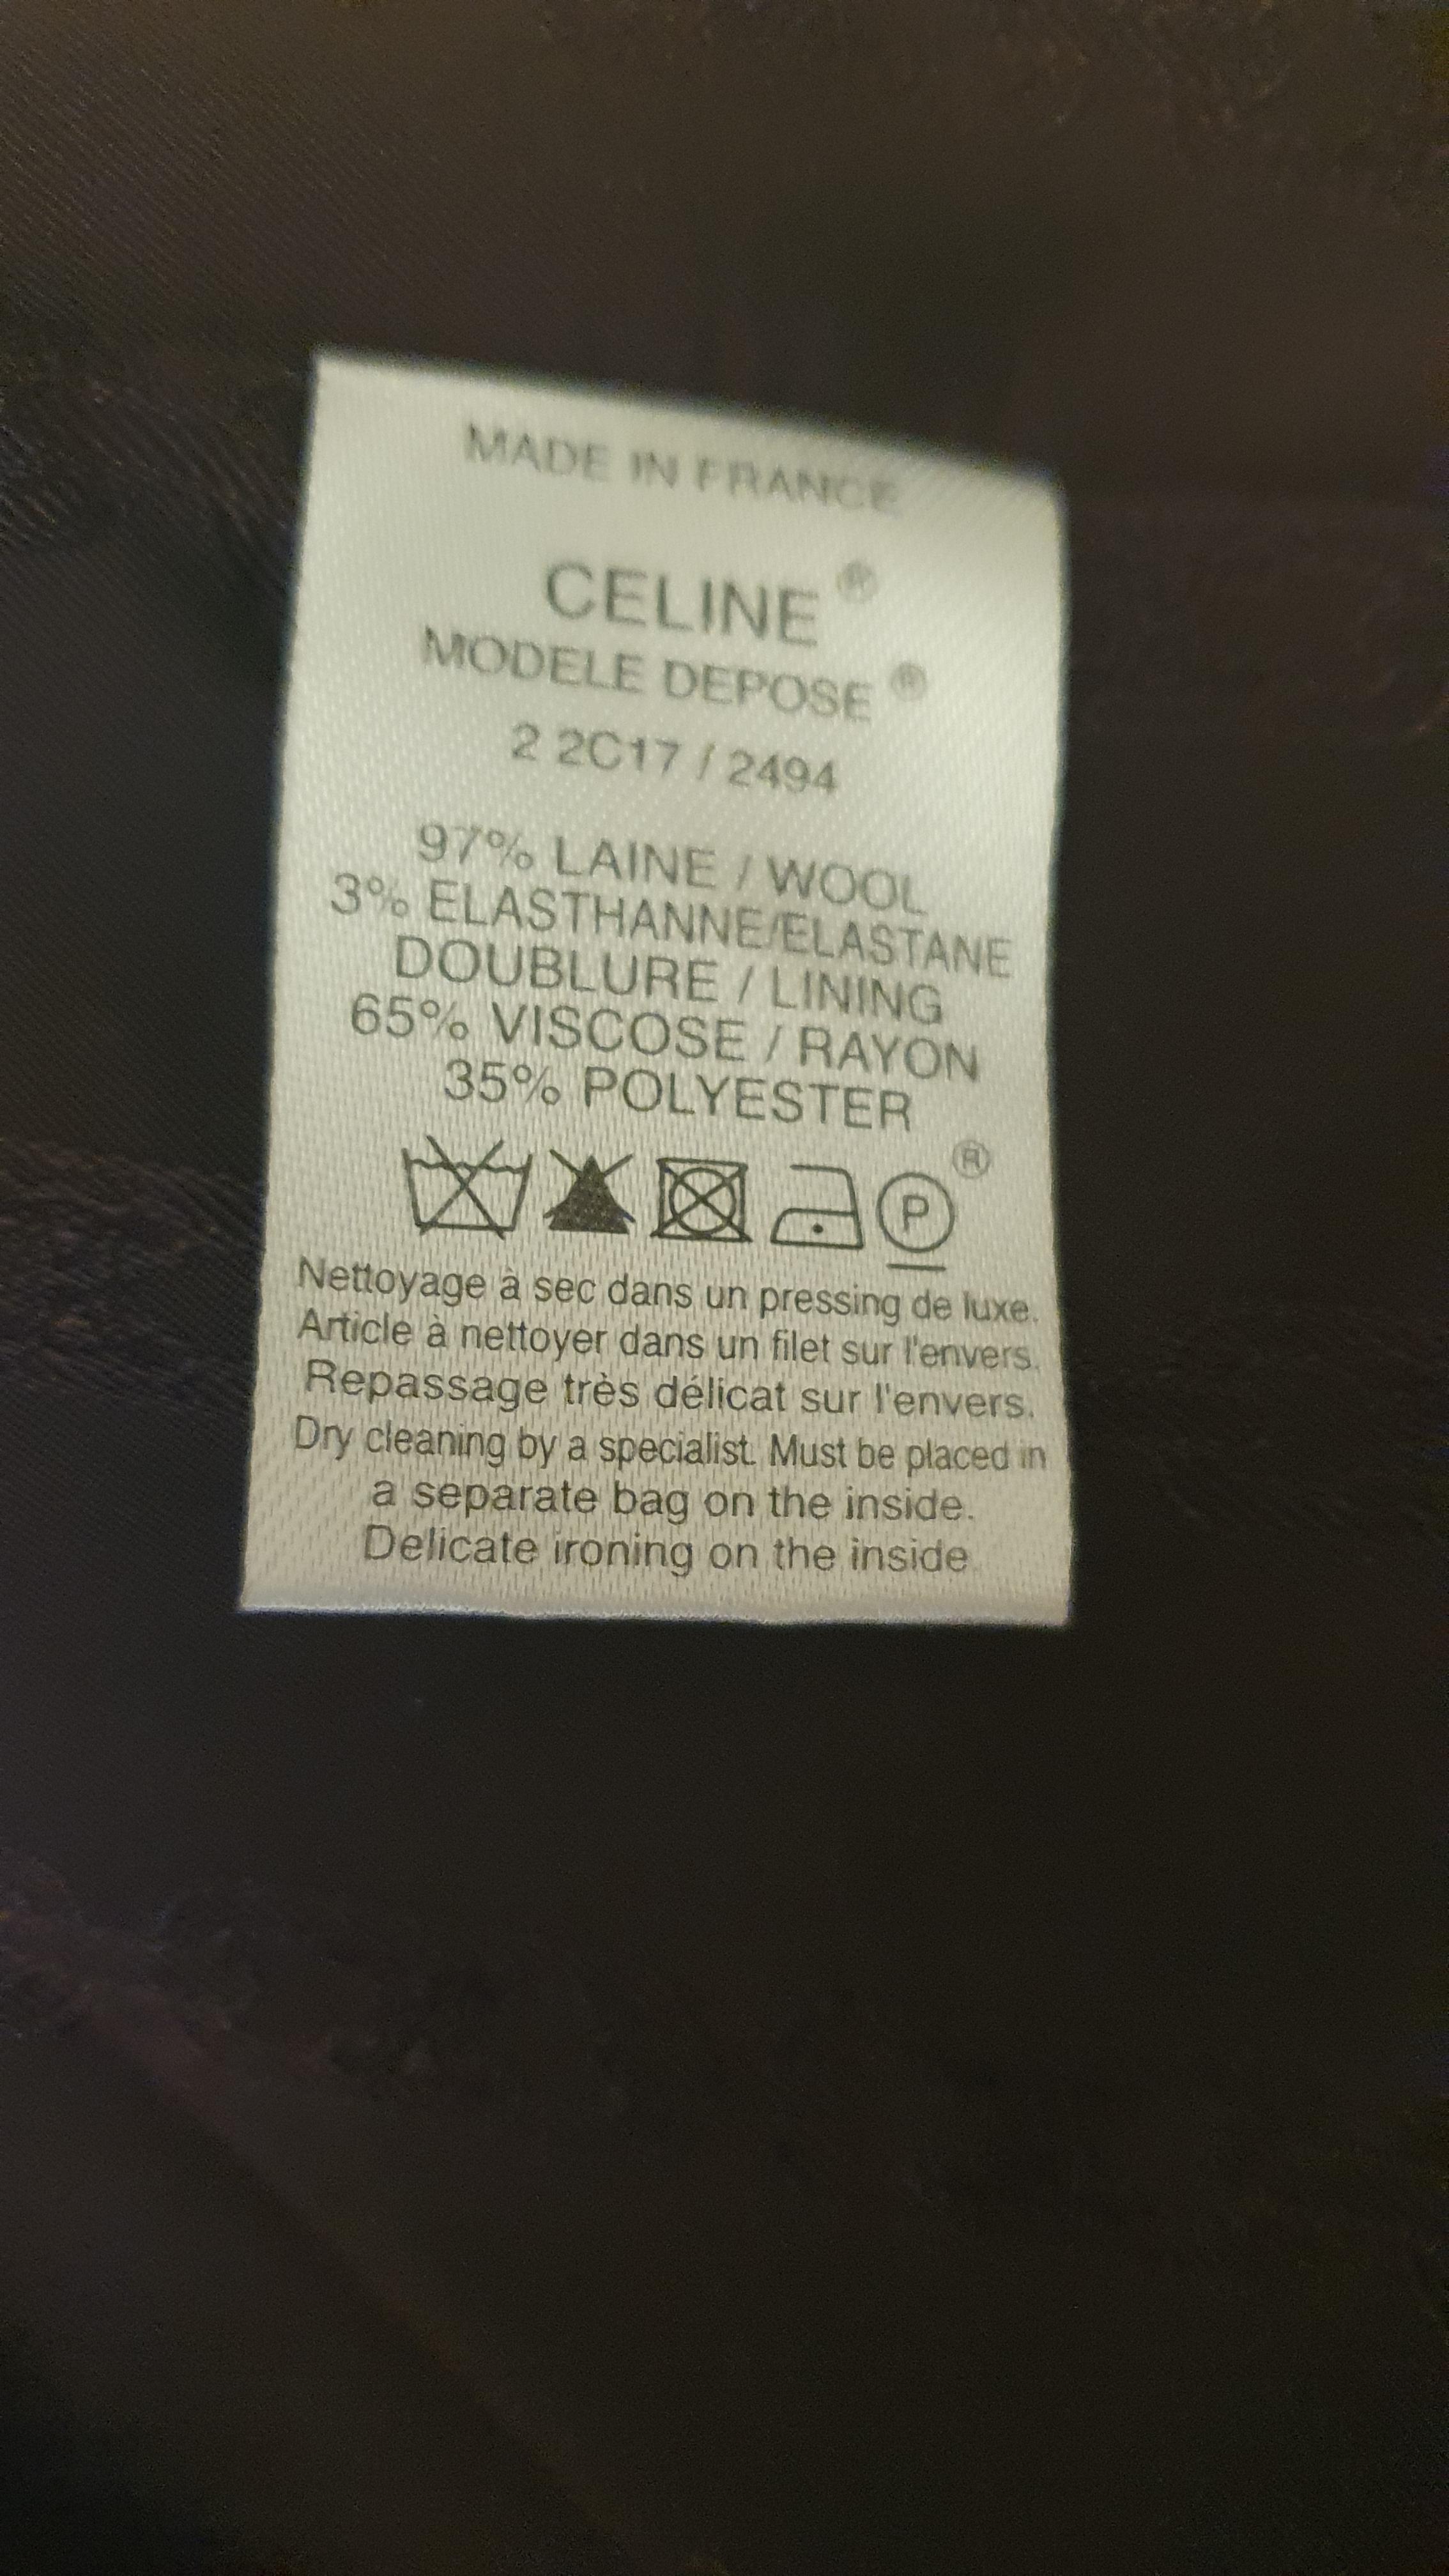 MADE IN FRANCE
CELINE ®
MODELE DEPOSE ®
2 2C17 / 2494
97% LAINE / WOOL
3% ELASTHANNE/ELASTANE
DOUBLURE / LINING
65% VISCOSE / RAYON
35% POLYESTER
P ®
Nettoyage à sec dans un pressing de luxe.
Article à nettoyer dans un filet sur l'envers.
Repassage très délicat sur l'envers.
Dry cleaning by a specialist. Must be placed in
a separate bag on the inside.
Delicate ironing on the inside.